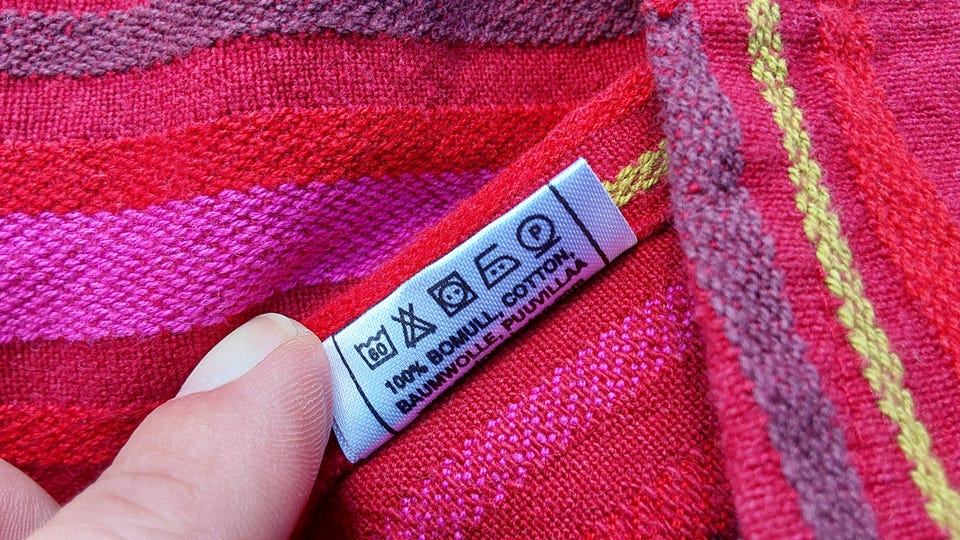 60 P
100% BOMULL, COTTON,
BAUMWOLLE, PUUVILLAA